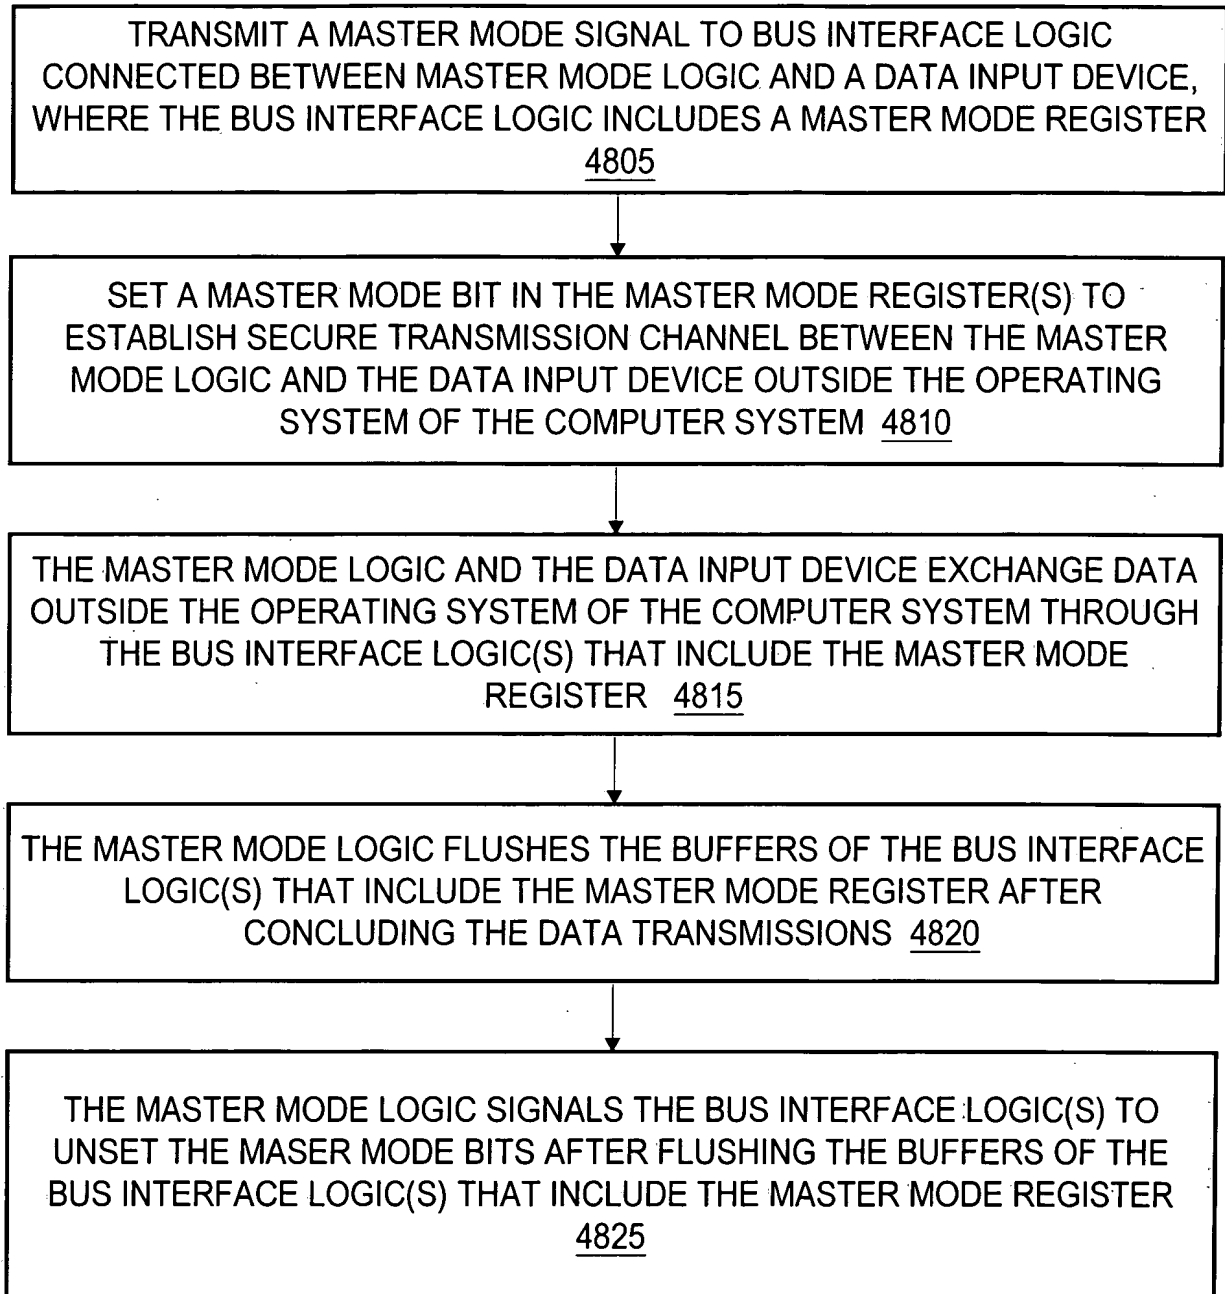 TRANSMIT A MASTER MODE SIGNAL TO BUS INTERFACE LOGIC
CONNECTED BETWEEN MASTER MODE LOGIC AND A DATA INPUT DEVICE,
WHERE THE BUS INTERFACE LOGIC INCLUDES A MASTER MODE REGISTER
4805
SET A MASTER MODE BIT IN THE MASTER MODE REGISTER(S) TO
ESTABLISH SECURE TRANSMISSION CHANNEL BETWEEN THE MASTER
MODE LOGIC AND THE DATA INPUT DEVICE OUTSIDE THE OPERATING
SYSTEM OF THE COMPUTER SYSTEM 4810
THE MASTER MODE LOGIC AND THE DATA INPUT DEVICE EXCHANGE DATA
OUTSIDE THE OPERATING SYSTEM OF THE COMPUTER SYSTEM THROUGH
THE BUS INTERFACE LOGIC(S) THAT INCLUDE THE MASTER MODE
REGISTER 4815
THE MASTER MODE LOGIC FLUSHES THE BUFFERS OF THE BUS INTERFACE
LOGIC(S) THAT INCLUDE THE MASTER MODE REGISTER AFTER
CONCLUDING THE DATA TRANSMISSIONS 4820
THE MASTER MODE LOGIC SIGNALS THE BUS INTERFACE LOGIC(S) TO
UNSET THE MASER MODE BITS AFTER FLUSHING THE BUFFERS OF THE
BUS INTERFACE LOGIC(S) THAT INCLUDE THE MASTER MODE REGISTER
4825